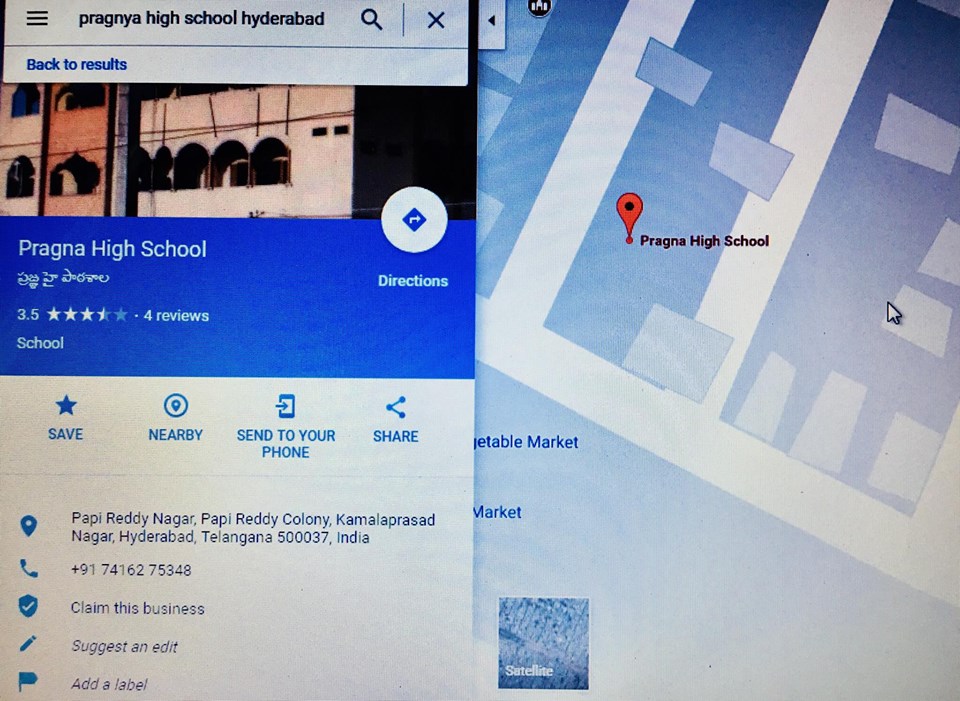 pragnya high school hyderabad
Back to results
Pragna High School
ప్రజ్ఞ హై పాఠశాల
Directions
3.5 · 4 reviews
School
SAVE
NEARBY
SEND TO YOUR
PHONE
SHARE
Papi Reddy Nagar, Papi Reddy Colony, Kamalaprasad
Nagar, Hyderabad, Telangana 500037, India
+91 74162 75348
Claim this business
Suggest an edit
Add a label
Pragna High School
getable Market
Market
Satellite